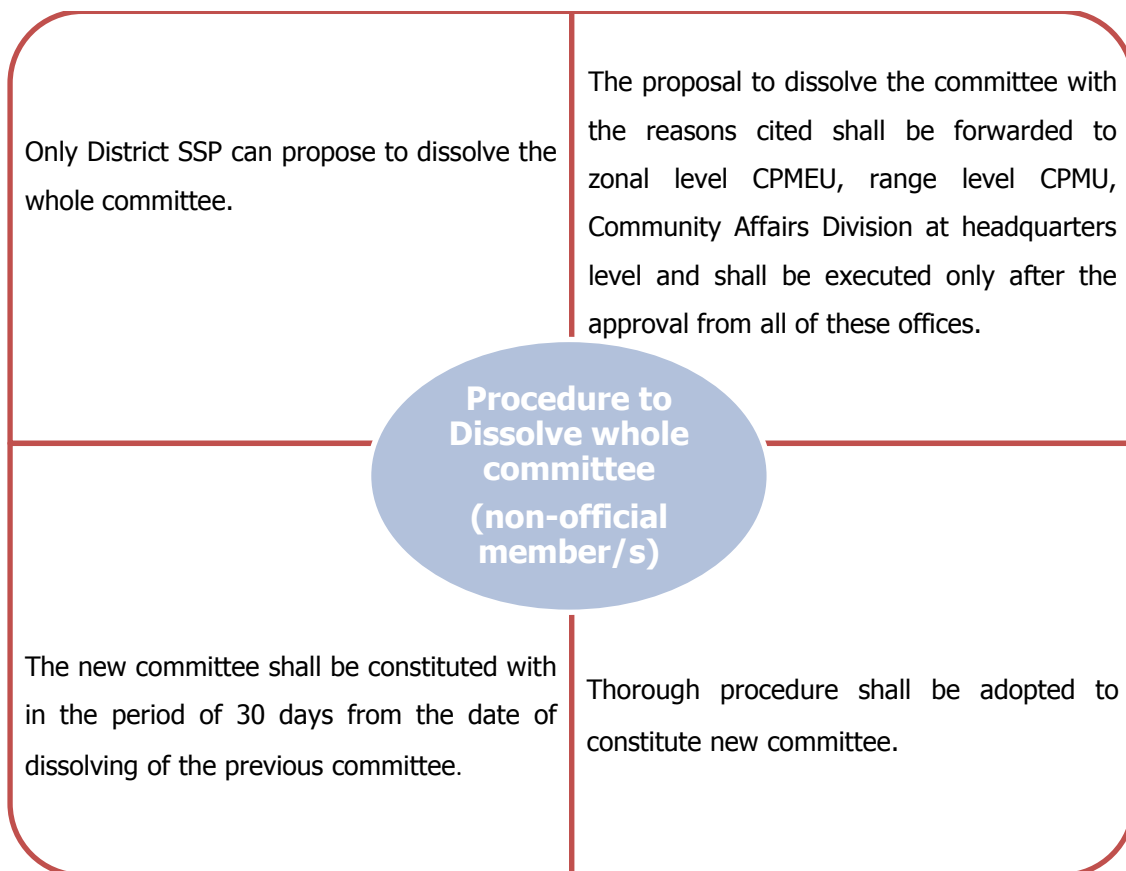 Only District SSP can propose to dissolve the
whole committee.
The proposal to dissolve the committee with
the reasons cited shall be forwarded to
zonal level CPMEU, range level CPMU,
Community Affairs Division at headquarters
level and shall be executed only after the
approval from all of these offices.
Procedure to
Dissolve whole
committee
(non-official
member/s)
The new committee shall be constituted with
in the period of 30 days from the date of
dissolving of the previous committee.
Thorough procedure shall be adopted to
constitute new committee.